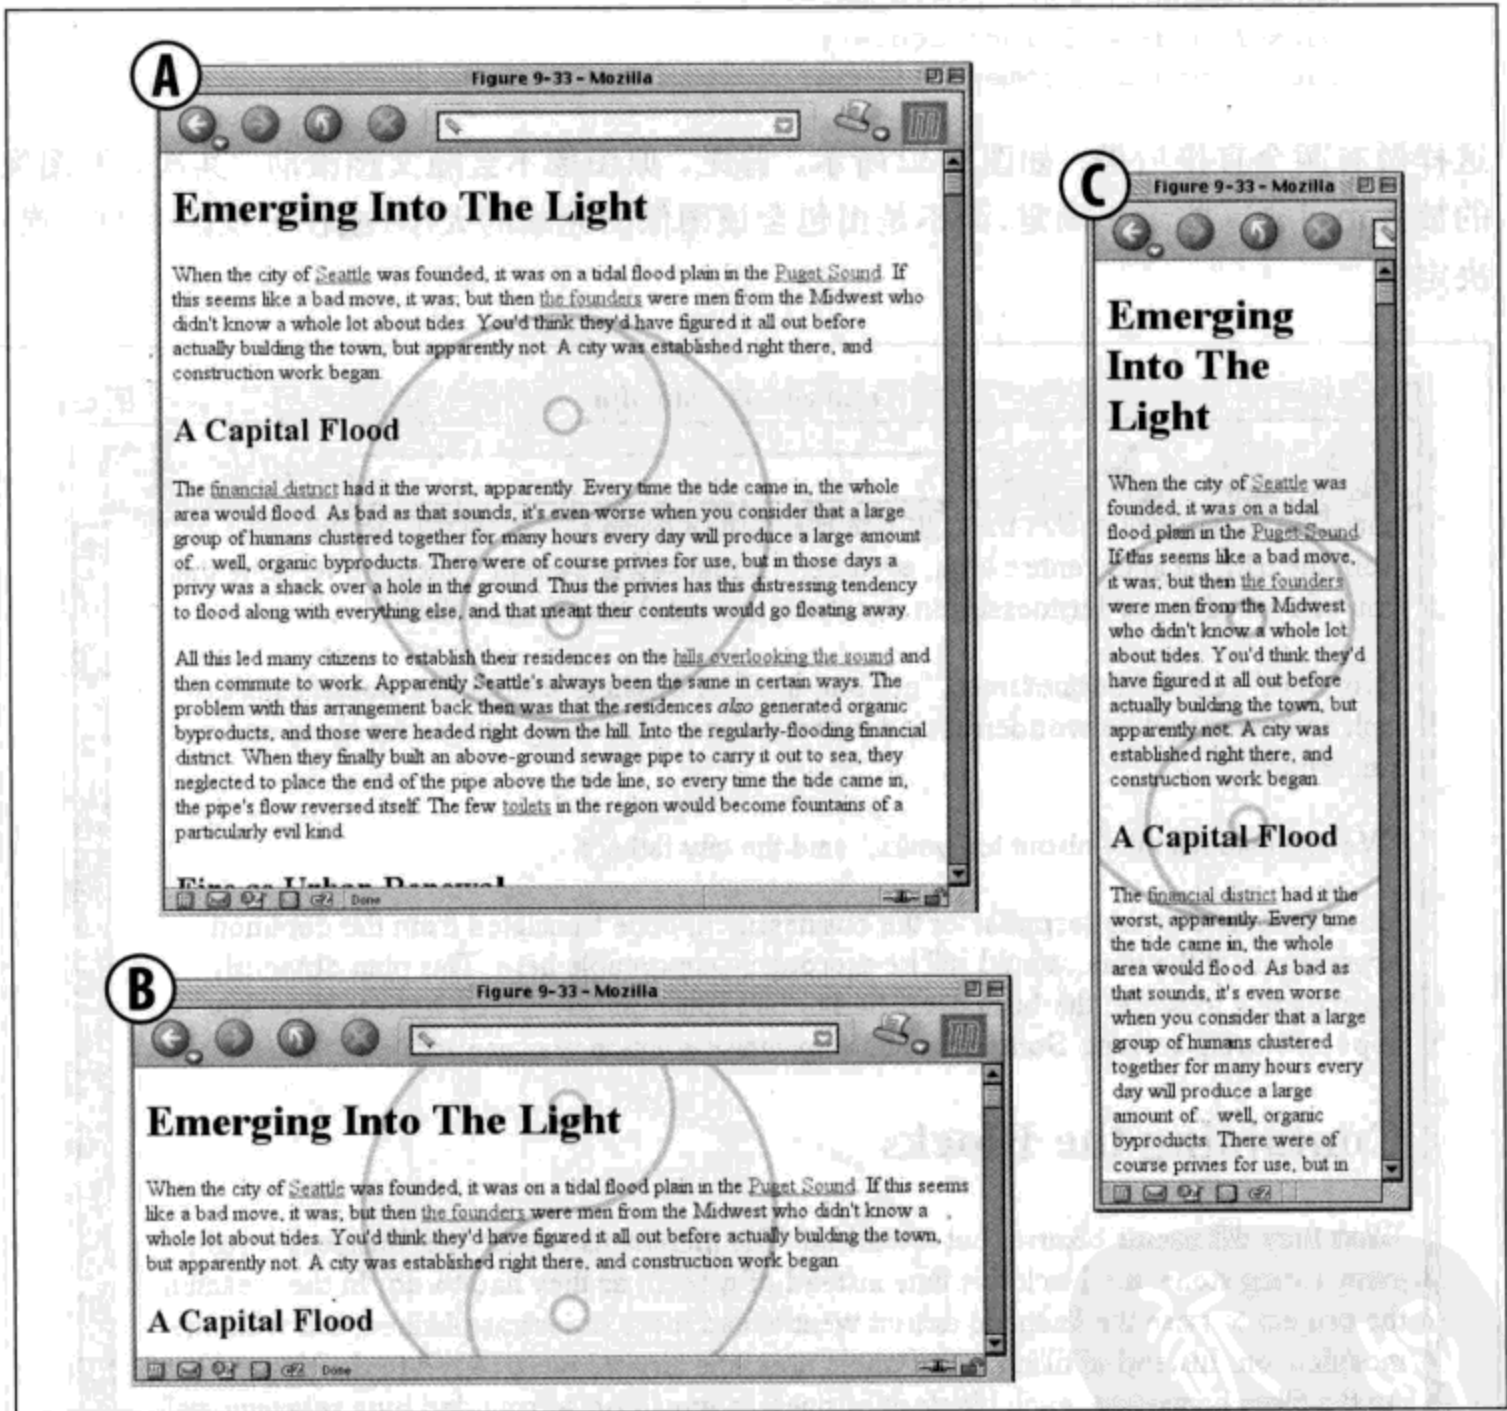 A
Figure 9-33 - Mozilla
Emerging Into The Light
When the city of Seattle was founded, it was on a tidal flood plain in the Puget Sound. If
this seems like a bad move, it was; but then the founders were men from the Midwest who
didn't know a whole lot about tides. You'd think they'd have figured it all out before
actually building the town, but apparently not. A city was established right there, and
construction work began.
A Capital Flood
The financial district had it the worst, apparently. Every time the tide came in, the whole
area would flood. As bad as that sounds, it's even worse when you consider that a large
group of humans clustered together for many hours every day will produce a large amount
of... well, organic byproducts. There were of course privies for use, but in those days a
privy was a shack over a hole in the ground. Thus the privies has this distressing tendency
to flood along with everything else, and that meant their contents would go floating away.
All this led many citizens to establish their residences on the hills overlooking the sound and
then commute to work. Apparently Seattle's always been the same in certain ways. The
problem with this arrangement back then was that the residences also generated organic
byproducts, and those were headed right down the hill. Into the regularly-flooding financial
district. When they finally built an above-ground sewage pipe to carry it out to sea, they
neglected to place the end of the pipe above the tide line, so every time the tide came in,
the pipe's flow reversed itself. The few toilets in the region would become fountains of a
particularly evil kind.
Fire as Urban Renewal
Done
B
Figure 9-33 - Mozilla
Emerging Into The Light
When the city of Seattle was founded, it was on a tidal flood plain in the Puget Sound. If this seems
like a bad move, it was; but then the founders were men from the Midwest who didn't know a
whole lot about tides. You'd think they'd have figured it all out before actually building the town,
but apparently not. A city was established right there, and construction work began.
A Capital Flood
Done
C
Figure 9-33 - Mozilla
Emerging
Into The
Light
When the city of Seattle was
founded, it was on a tidal
flood plain in the Puget Sound.
If this seems like a bad move,
it was; but then the founders
were men from the Midwest
who didn't know a whole lot
about tides. You'd think they'd
have figured it all out before
actually building the town, but
apparently not. A city was
established right there, and
construction work began.
A Capital Flood
The financial district had it the
worst, apparently. Every time
the tide came in, the whole
area would flood. As bad as
that sounds, it's even worse
when you consider that a large
group of humans clustered
together for many hours every
day will produce a large
amount of... well, organic
byproducts. There were of
course privies for use, but in